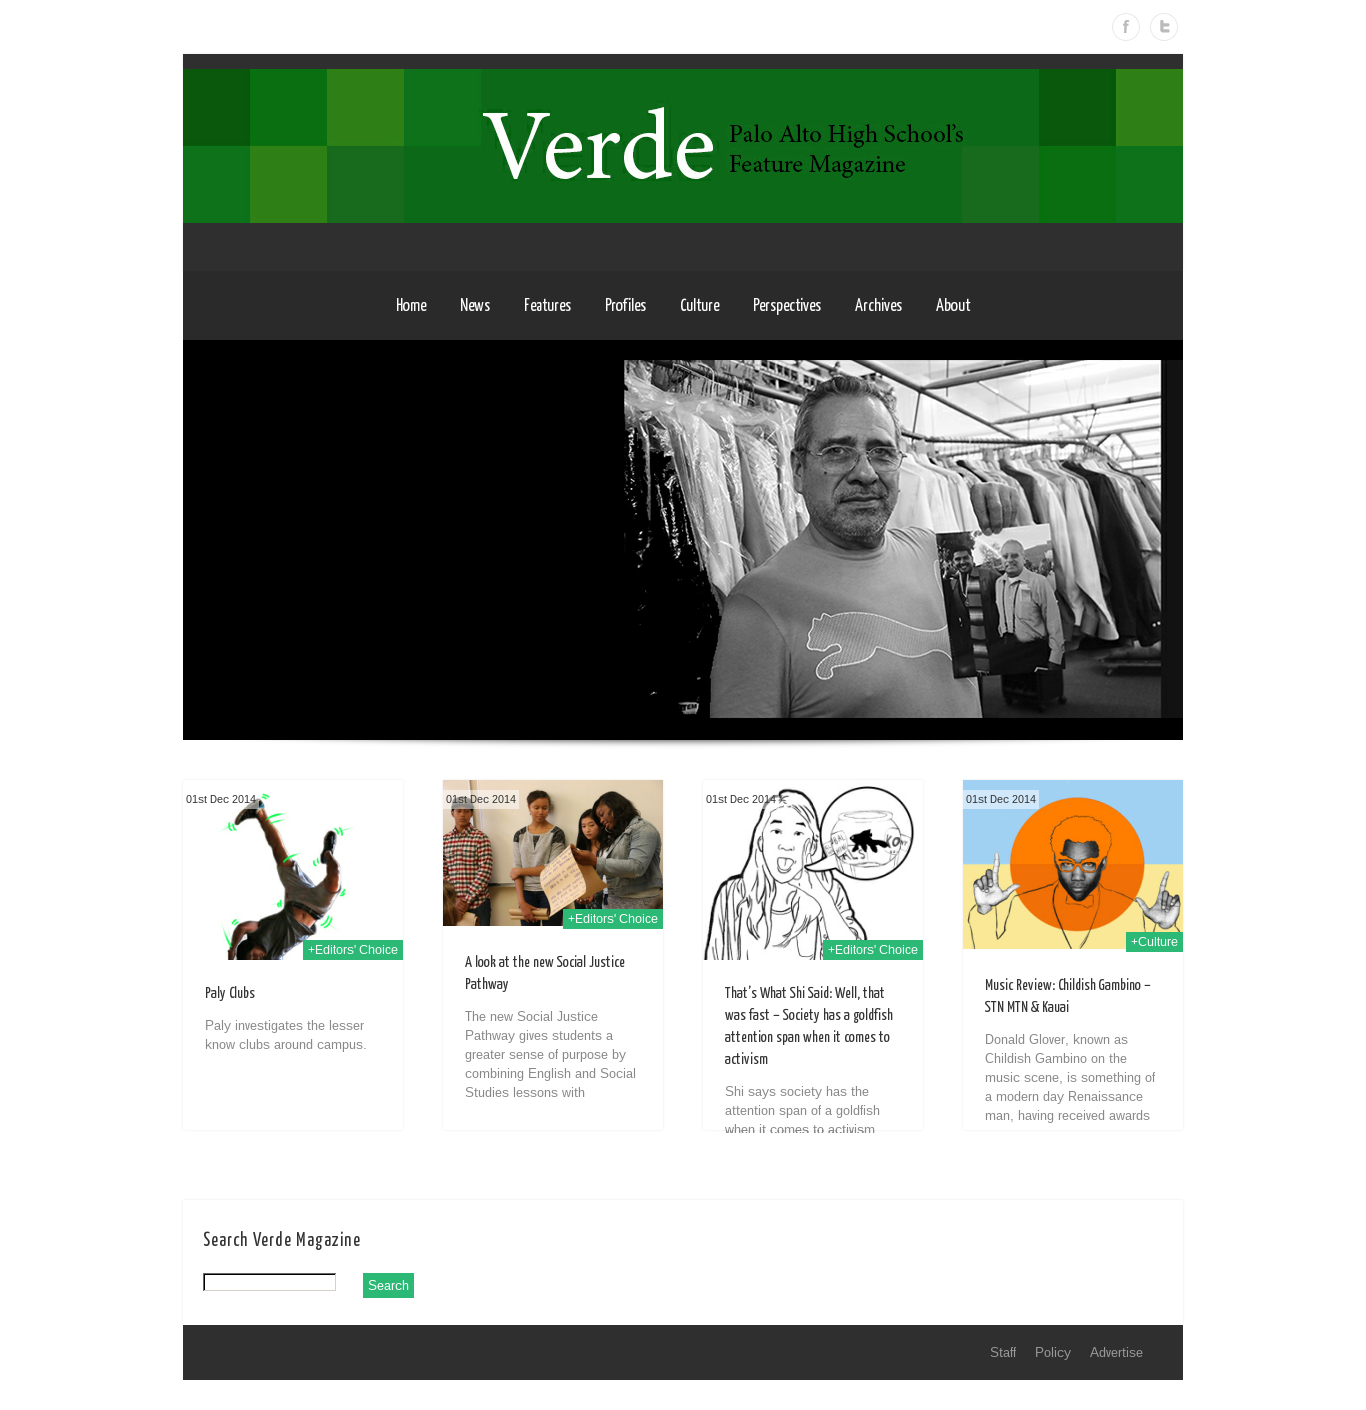 Verde
Palo Alto High School's
Feature Magazine
Home News Features Profiles Culture Perspectives Archives About
01st Dec 2014
+Editors' Choice
Paly Clubs
Paly investigates the lesser
know clubs around campus.
01st Dec 2014
+Editors' Choice
A look at the new Social Justice
Pathway
The new Social Justice
Pathway gives students a
greater sense of purpose by
combining English and Social
Studies lessons with
01st Dec 2014
+Editors' Choice
That's What Shi Said: Well, that
was fast – Society has a goldfish
attention span when it comes to
activism
Shi says society has the
attention span of a goldfish
when it comes to activism
01st Dec 2014
+Culture
Music Review: Childish Gambino –
STN MTN & Kauai
Donald Glover, known as
Childish Gambino on the
music scene, is something of
a modern day Renaissance
man, having received awards
Search Verde Magazine
Search
Staff Policy Advertise